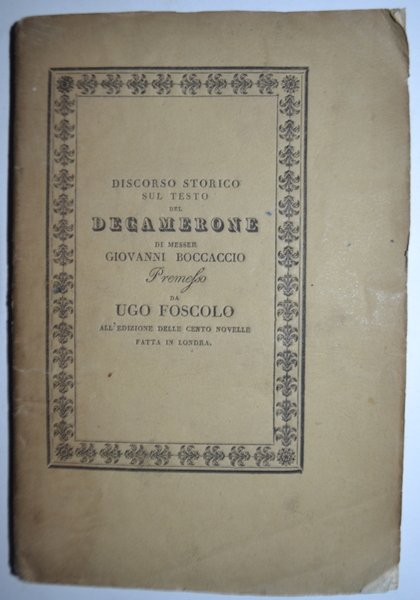 DISCORSO STORICO
SUL TESTO
DEL
DECAMERONE
DI MESSER
GIOVANNI BOCCACCIO
Premesso
DA
UGO FOSCOLO
ALL'EDIZIONE DELLE CENTO NOVELLE
FATTA IN LONDRA.